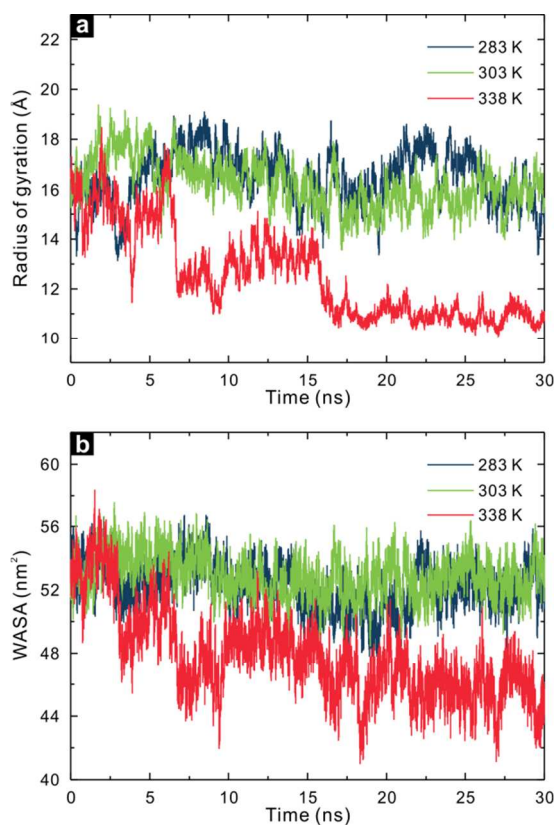 a
22
20
18
16
14
12
10
Radius of gyration (Å)
283 K
303 K
338 K
0 5 10 15 20 25 30
Time (ns)
b
60
56
52
48
44
40
WASA (nm²)
283 K
303 K
338 K
0 5 10 15 20 25 30
Time (ns)